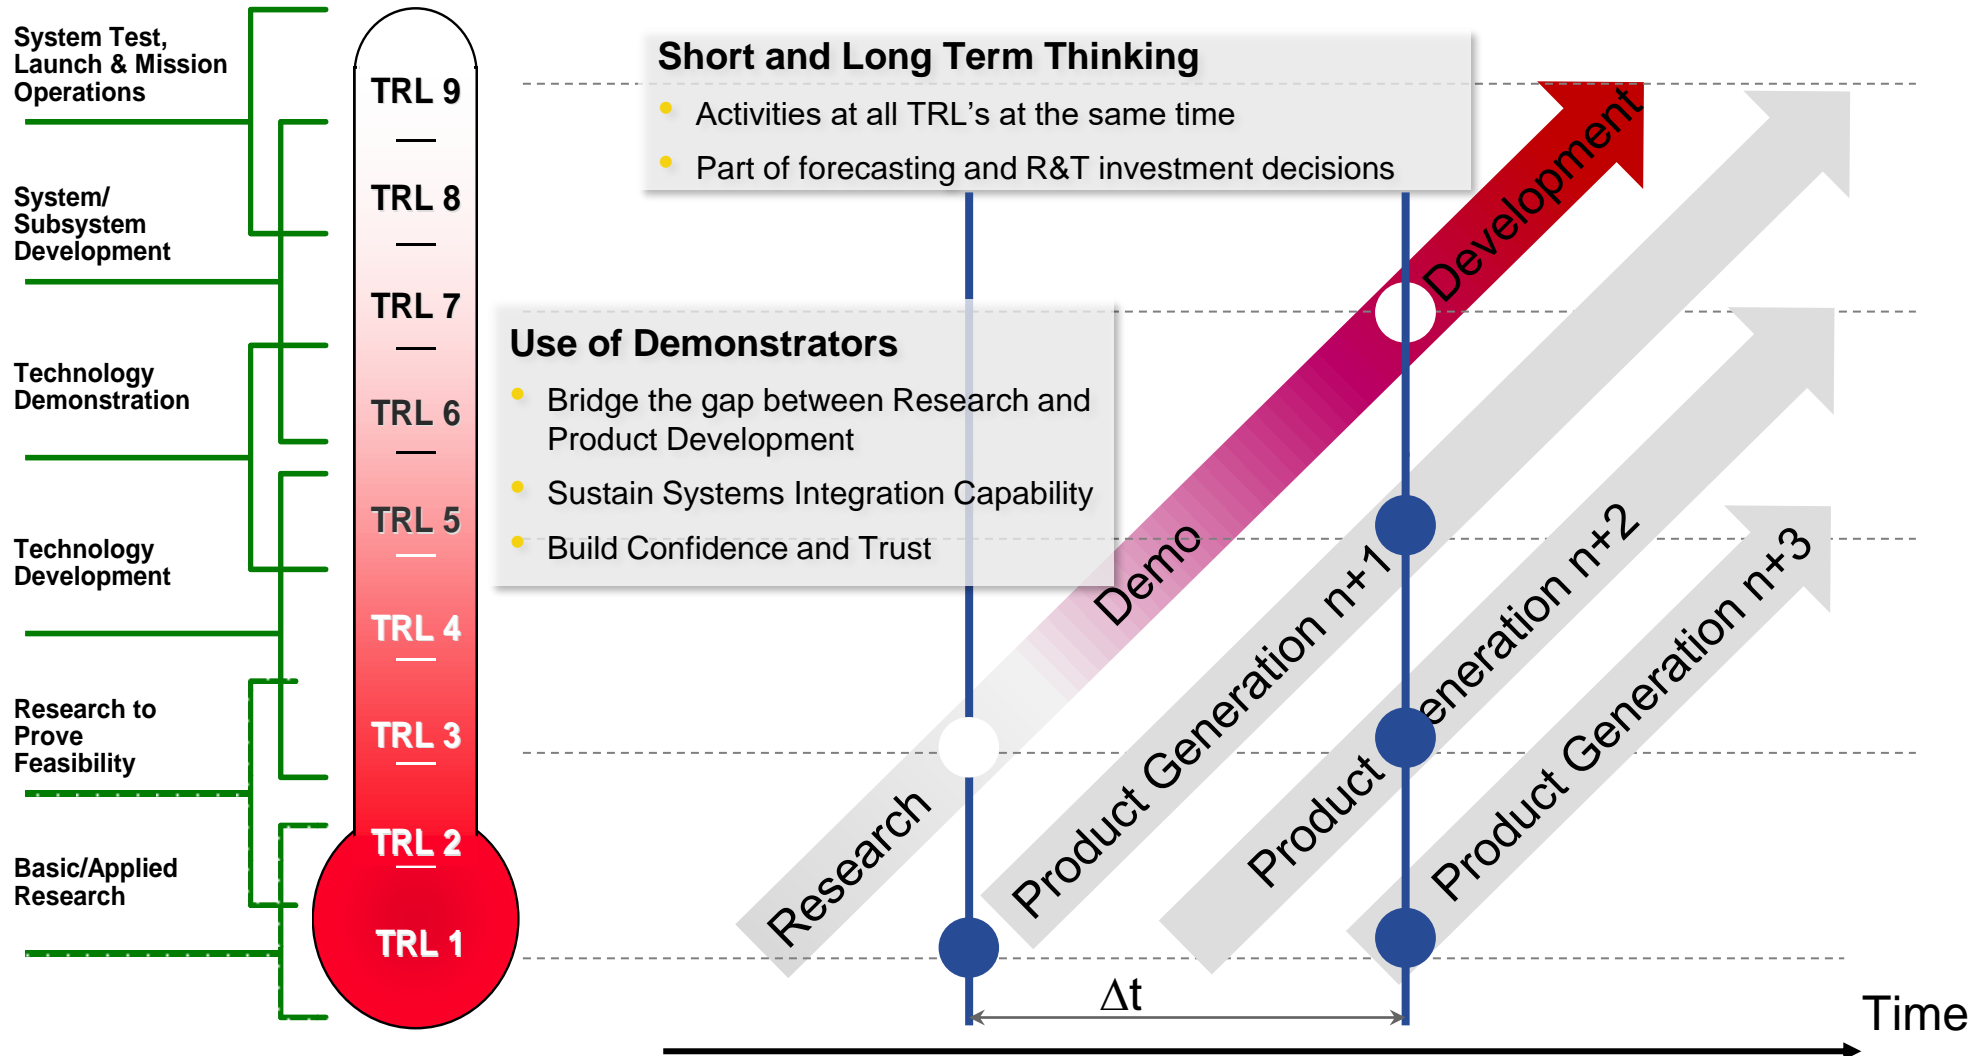 System Test,
Launch & Mission
Operations
System/
Subsystem
Development
Technology
Demonstration
Technology
Development
Research to
Prove
Feasibility
Basic/Applied
Research
TRL 9
TRL 8
TRL 7
TRL 6
TRL 5
TRL 4
TRL 3
TRL 2
TRL 1
Short and Long Term Thinking
Activities at all TRL's at the same time
Part of forecasting and R&T investment decisions
Use of Demonstrators
Bridge the gap between Research and
Product Development
Sustain Systems Integration Capability
Build Confidence and Trust
Research
Demo
Development
Product Generation n+1
Product eneration n+2
Product Generation n+3
Δt
Time